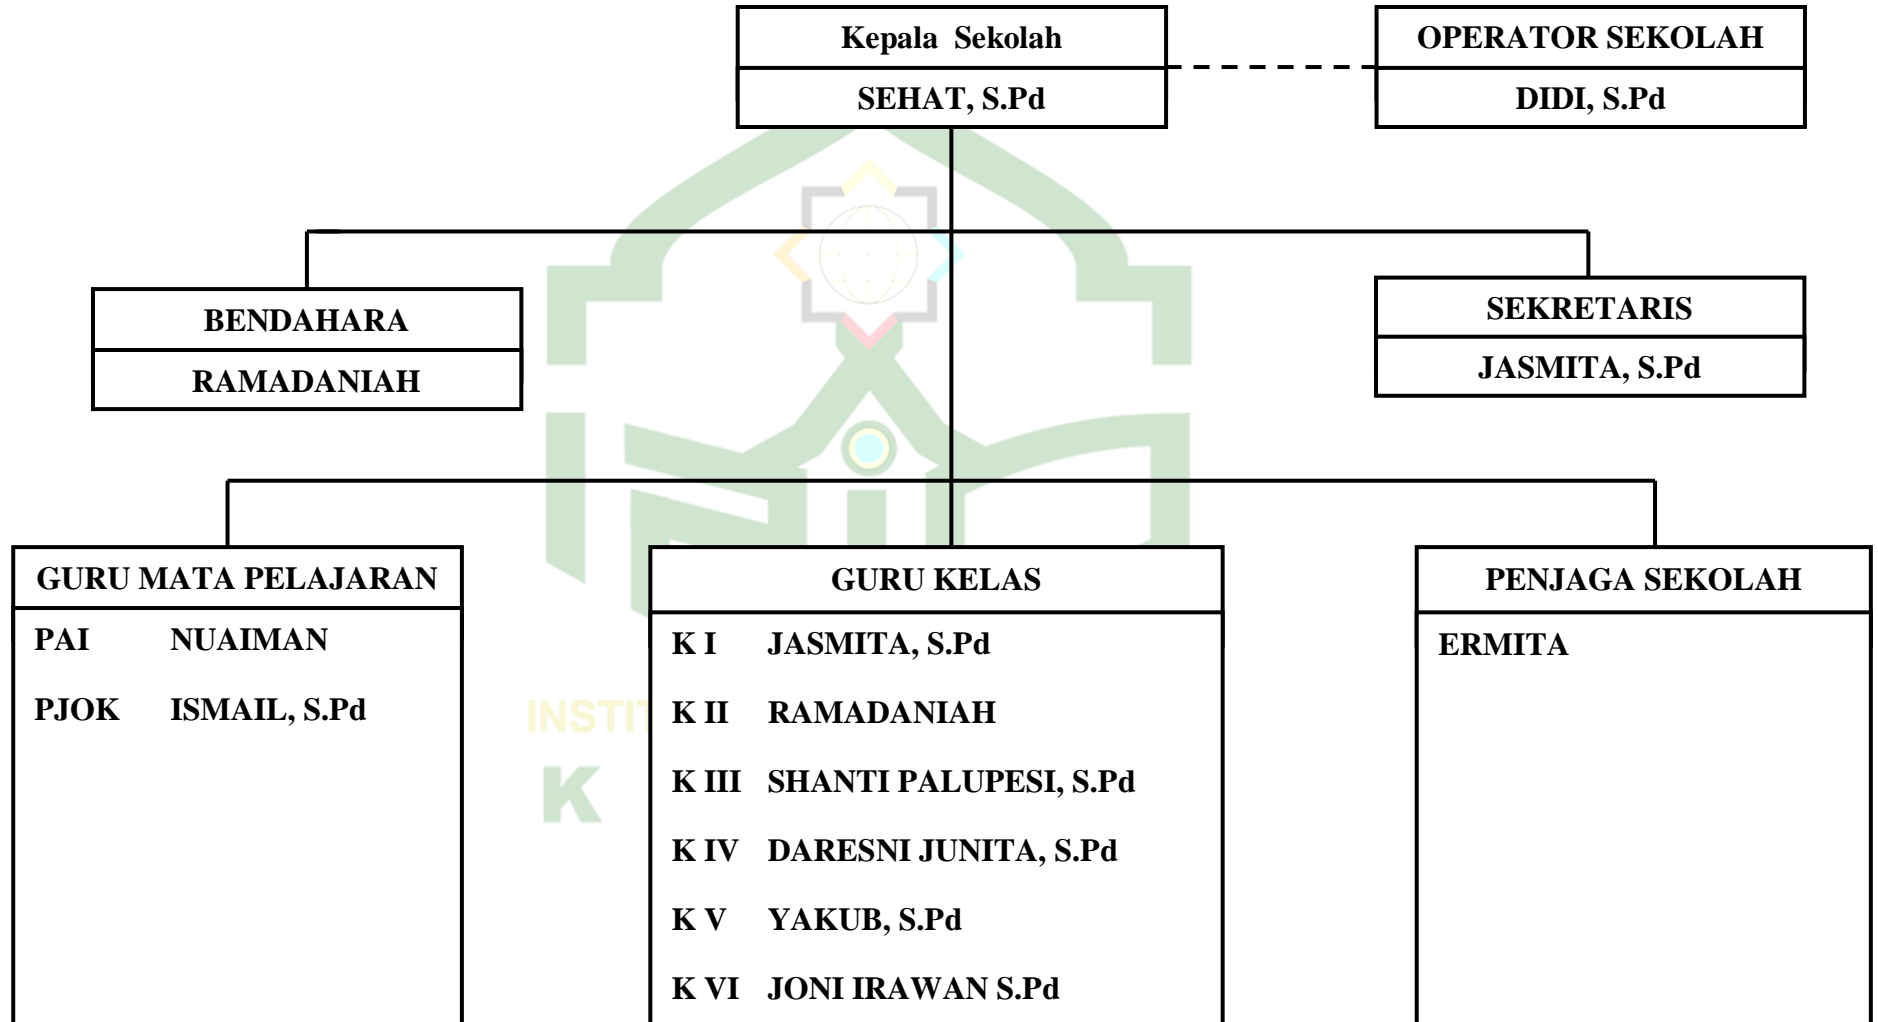 Kepala Sekolah
SEHAT, S.Pd
OPERATOR SEKOLAH
DIDI, S.Pd
BENDAHARA
RAMADANIAH
SEKRETARIS
JASMITA, S.Pd
GURU MATA PELAJARAN
PAI NUAIMAN
PJOK ISMAIL, S.Pd
GURU KELAS
K I JASMITA, S.Pd
K II RAMADANIAH
K III SHANTI PALUPESI, S.Pd
K IV DARESNI JUNITA, S.Pd
K V YAKUB, S.Pd
K VI JONI IRAWAN S.Pd
PENJAGA SEKOLAH
ERMITA
K